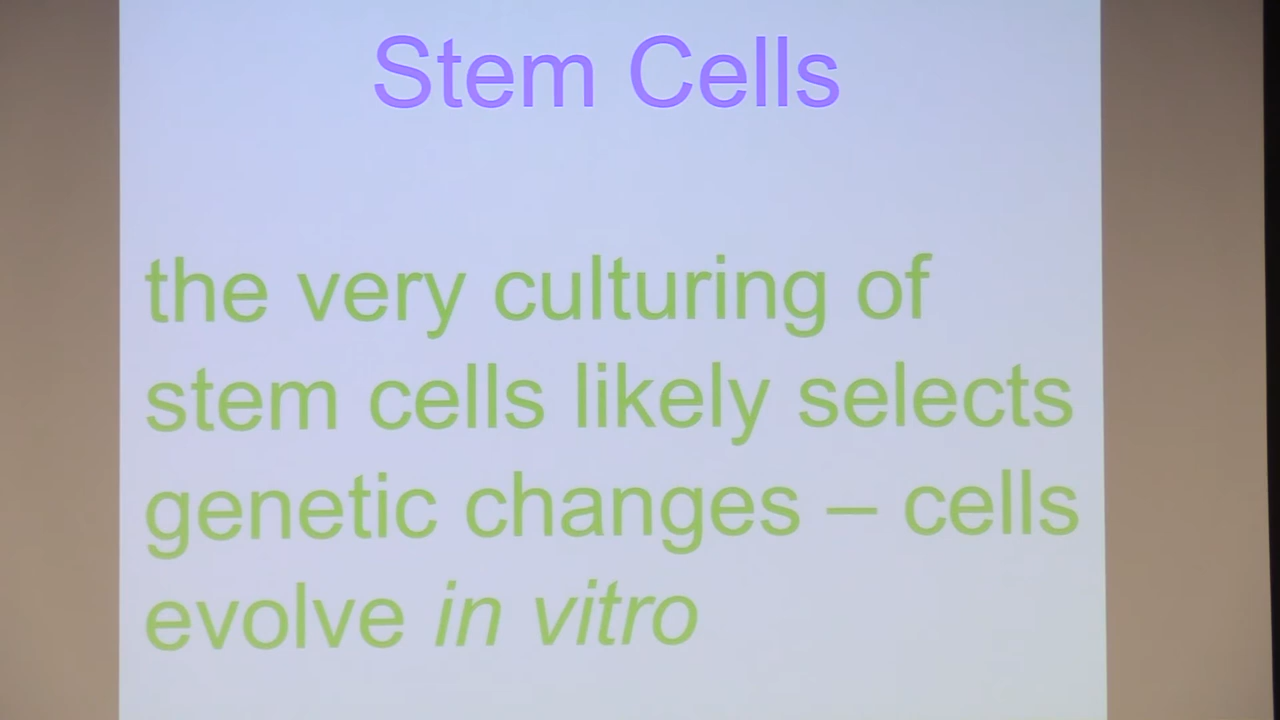 Stem Cells
the very culturing of
stem cells likely selects
genetic changes – cells
evolve in vitro